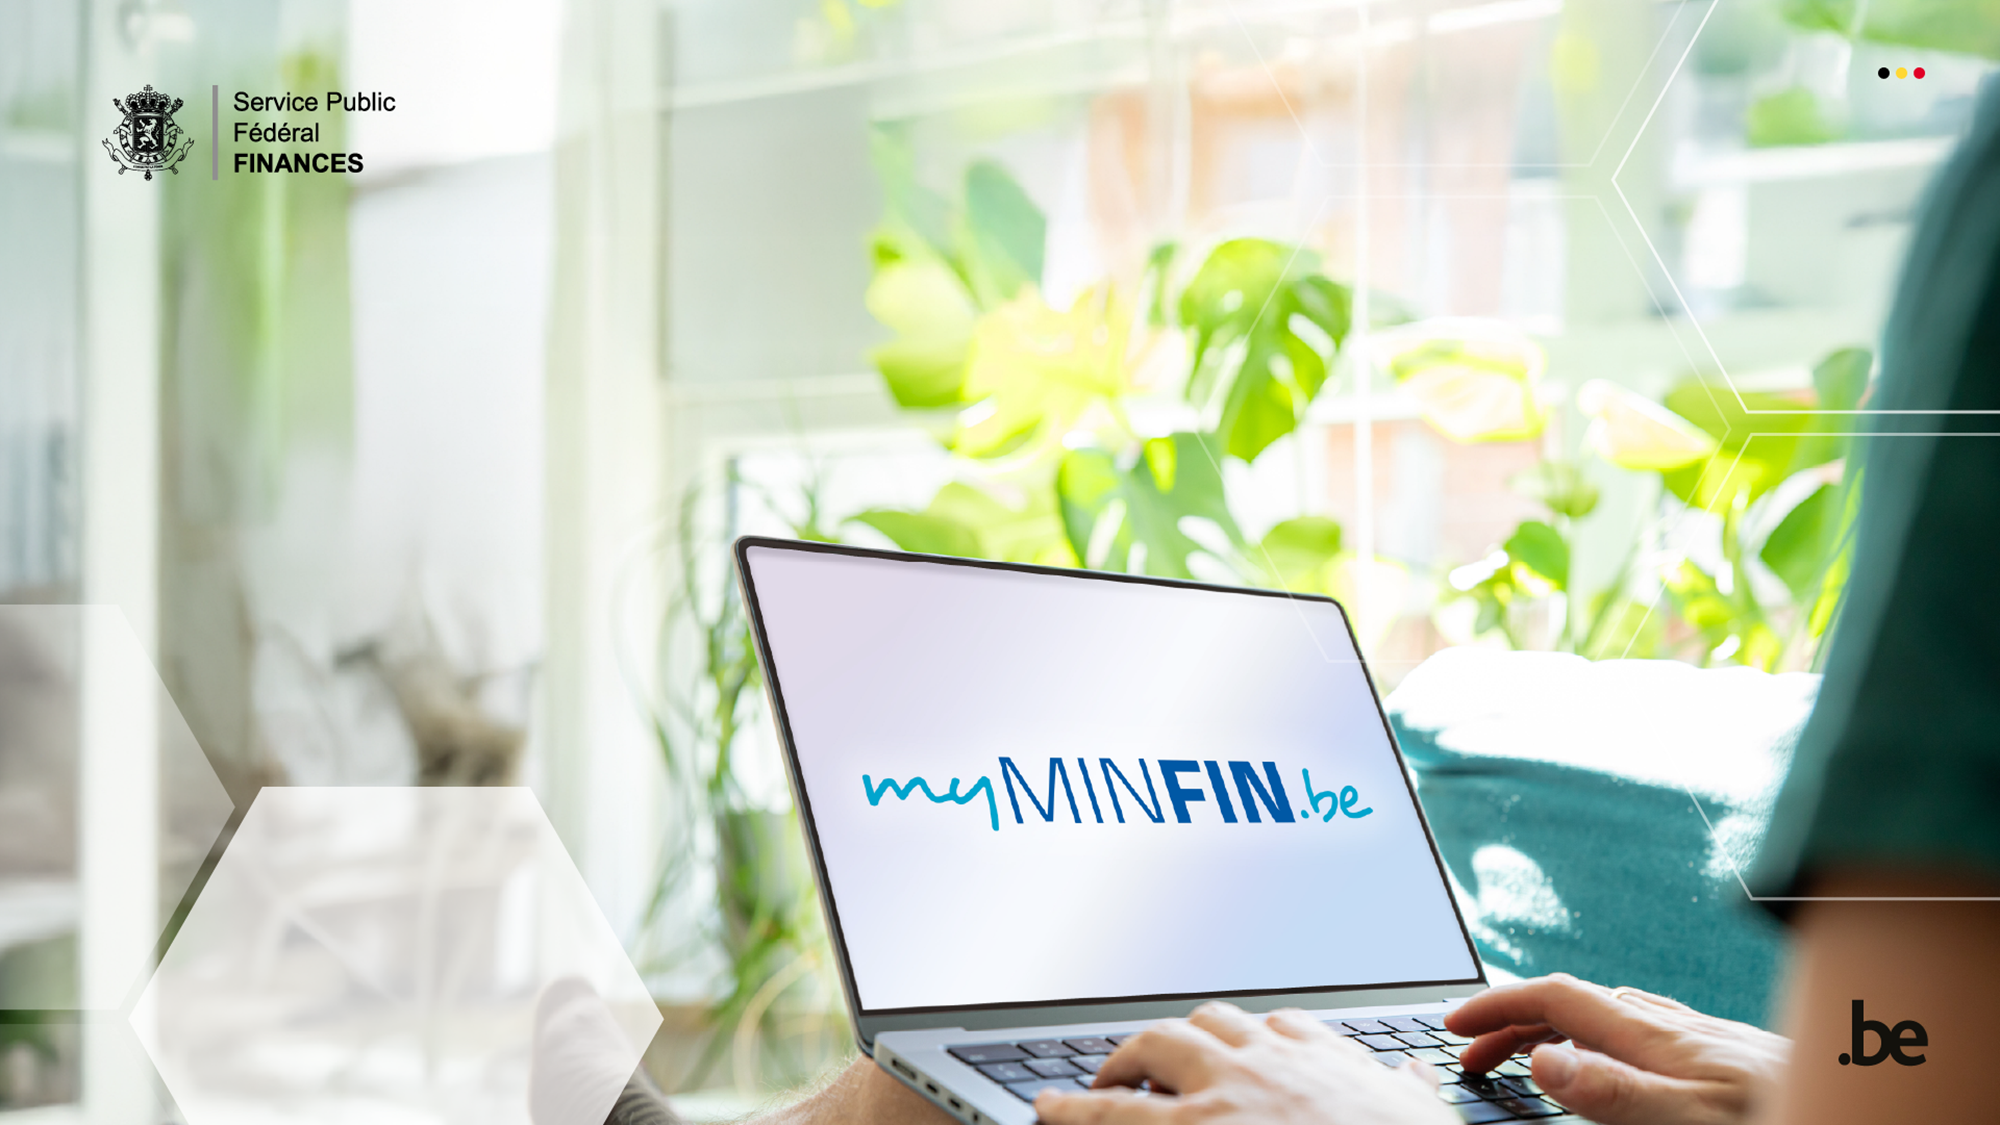 Service Public
Fédéral
FINANCES
myMINFIN.be
.be